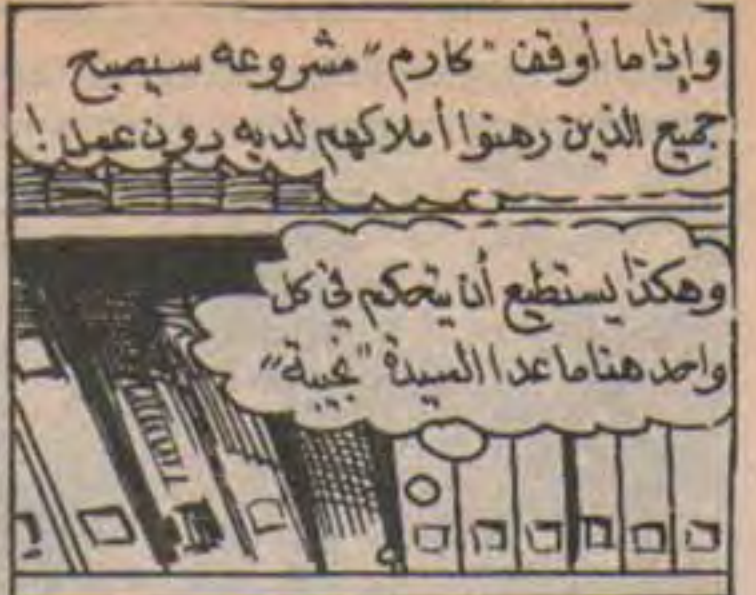 وإذا ما أوقف "كارم" مشروعه سيصبح
جميع الذين رهنوا أملاكهم لديه دون عمل!
وهكذا يستطيع أن يتحكم في كل
واحد هنا ما عدا السيدة "نجيبة"